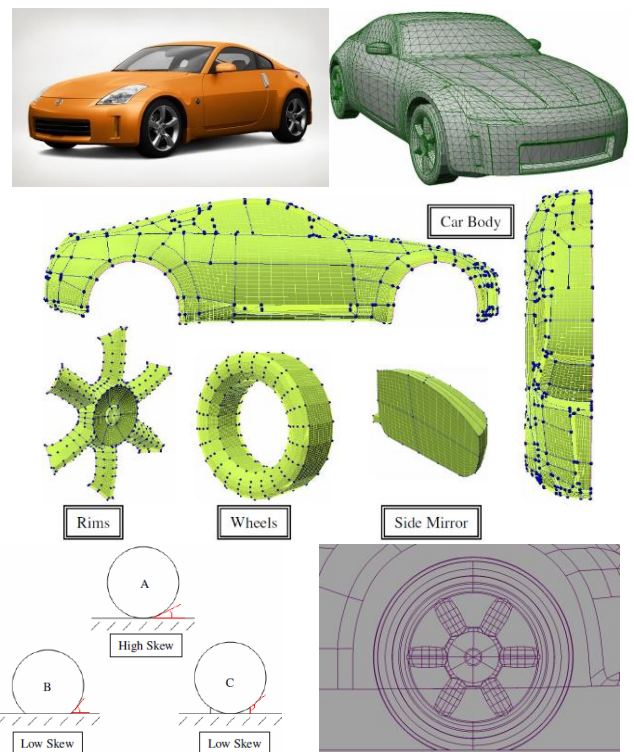 Car Body
Rims
Wheels
Side Mirror
A
High Skew
B
C
Low Skew
Low Skew